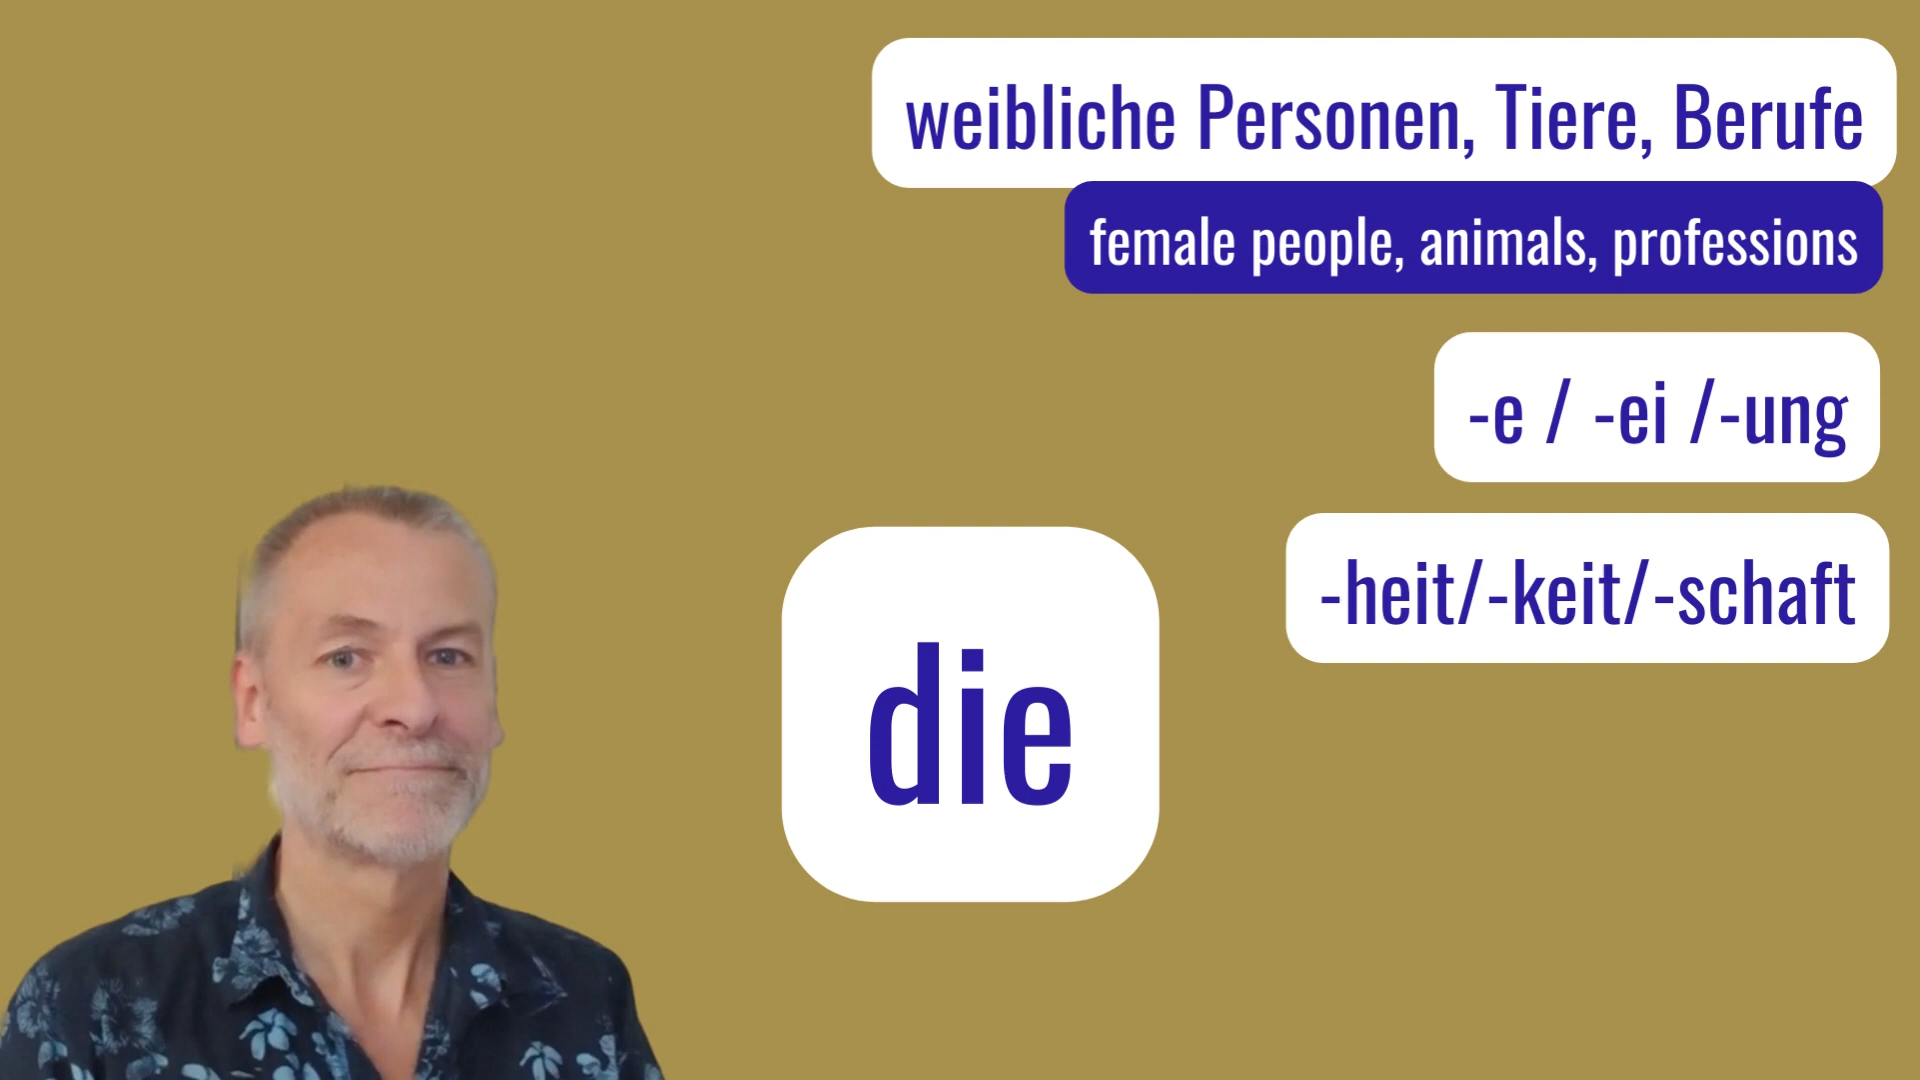 weibliche Personen, Tiere, Berufe
female people, animals, professions
-e / -ei /-ung
-heit/-keit/-schaft
die